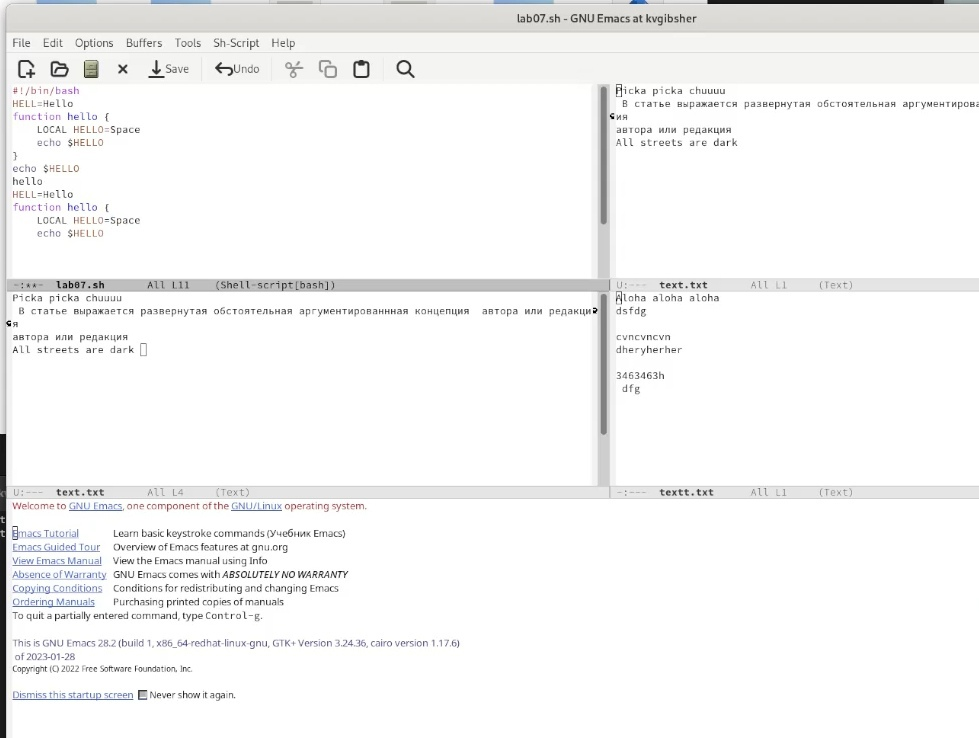 lab07.sh - GNU Emacs at kvgibsher
File Edit Options Buffers Tools Sh-Script Help
Save Undo
#!/bin/bash
HELL=Hello
function hello {
    LOCAL HELLO=Space
    echo $HELLO
}
echo $HELLO
hello
HELL=Hello
function hello {
    LOCAL HELLO=Space
    echo $HELLO
-:**- lab07.sh All L11 (Shell-script[bash])
Picka picka chuuuu
В статье выражается развернутая обстоятельная аргументирова
ия
автора или редакция
All streets are dark
U:--- text.txt All L1 (Text)
Picka picka chuuuu
В статье выражается развернутая обстоятельная аргументированнная концепция автора или редакци
я
автора или редакция
All streets are dark
U:--- text.txt All L4 (Text)
Aloha aloha aloha
dsfdg
cvncvncvn
dheryherher
3463463h
dfg
-:--- textt.txt All L1 (Text)
Welcome to GNU Emacs, one component of the GNU/Linux operating system.
Emacs Tutorial Learn basic keystroke commands (Учебник Emacs)
Emacs Guided Tour Overview of Emacs features at gnu.org
View Emacs Manual View the Emacs manual using Info
Absence of Warranty GNU Emacs comes with ABSOLUTELY NO WARRANTY
Copying Conditions Conditions for redistributing and changing Emacs
Ordering Manuals Purchasing printed copies of manuals
To quit a partially entered command, type Control-g.
This is GNU Emacs 28.2 (build 1, x86_64-redhat-linux-gnu, GTK+ Version 3.24.36, cairo version 1.17.6)
of 2023-01-28
Copyright (C) 2022 Free Software Foundation, Inc.
Dismiss this startup screen Never show it again.